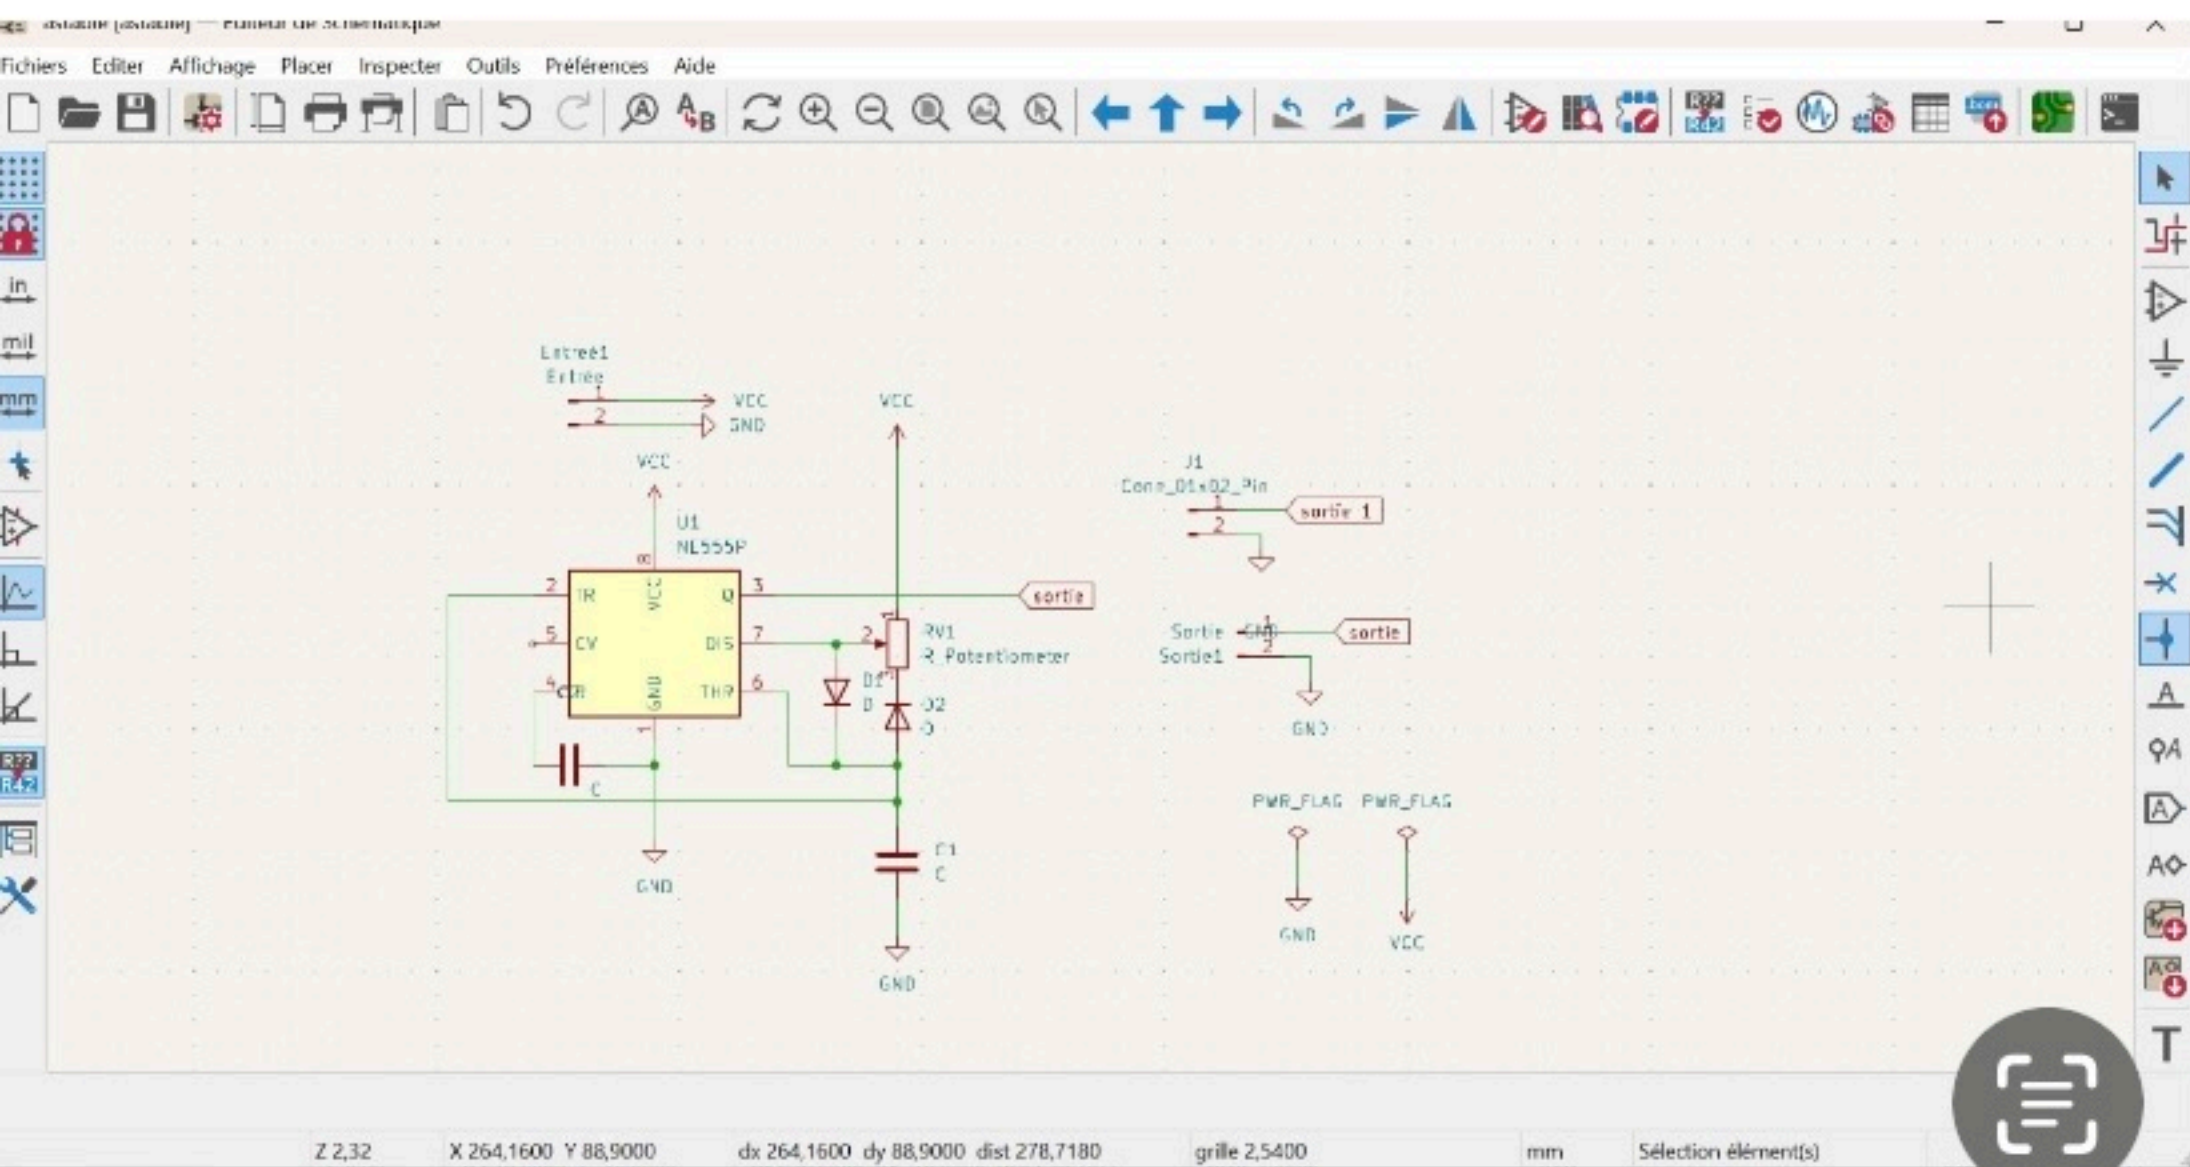 Fichiers Editer Affichage Placer Inspecter Outils Préférences Aide
in
mil
mm
Entreé1
Entrée
1
VCC
2
GND
VCC
VCC
U1
NE555P
8
2
TR
VCC
Q
3
sortie
5
CV
DIS
7
2
1
RV1
R_Potentiometer
4
R
GND
THR
6
D1
D
D2
D
1
C
GND
C1
C
GND
J1
Conn_01x02_Pin
1
sortie 1
2
Sortie
GND
1
sortie
Sortie1
2
GND
PWR_FLAG PWR_FLAG
GND
VCC
Z 2,32
X 264,1600 Y 88,9000
dx 264,1600 dy 88,9000 dist 278,7180
grille 2,5400
mm
Sélection élément(s)